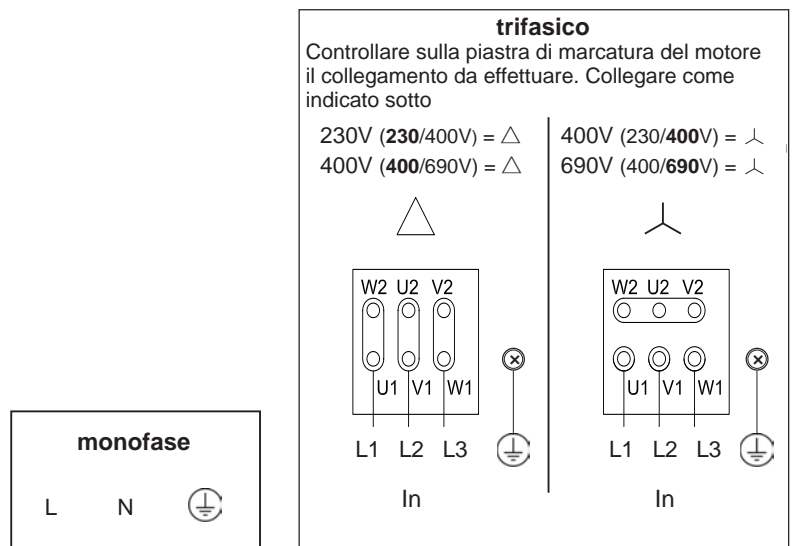 trifasico
Controllare sulla piastra di marcatura del motore
il collegamento da effettuare. Collegare come
indicato sotto
230V (230/400V) = △
400V (400/690V) = △
W2 U2 V2
U1 V1 W1
L1 L2 L3
In
400V (230/400V) = ⅄
690V (400/690V) = ⅄
W2 U2 V2
U1 V1 W1
L1 L2 L3
In
monofase
L N